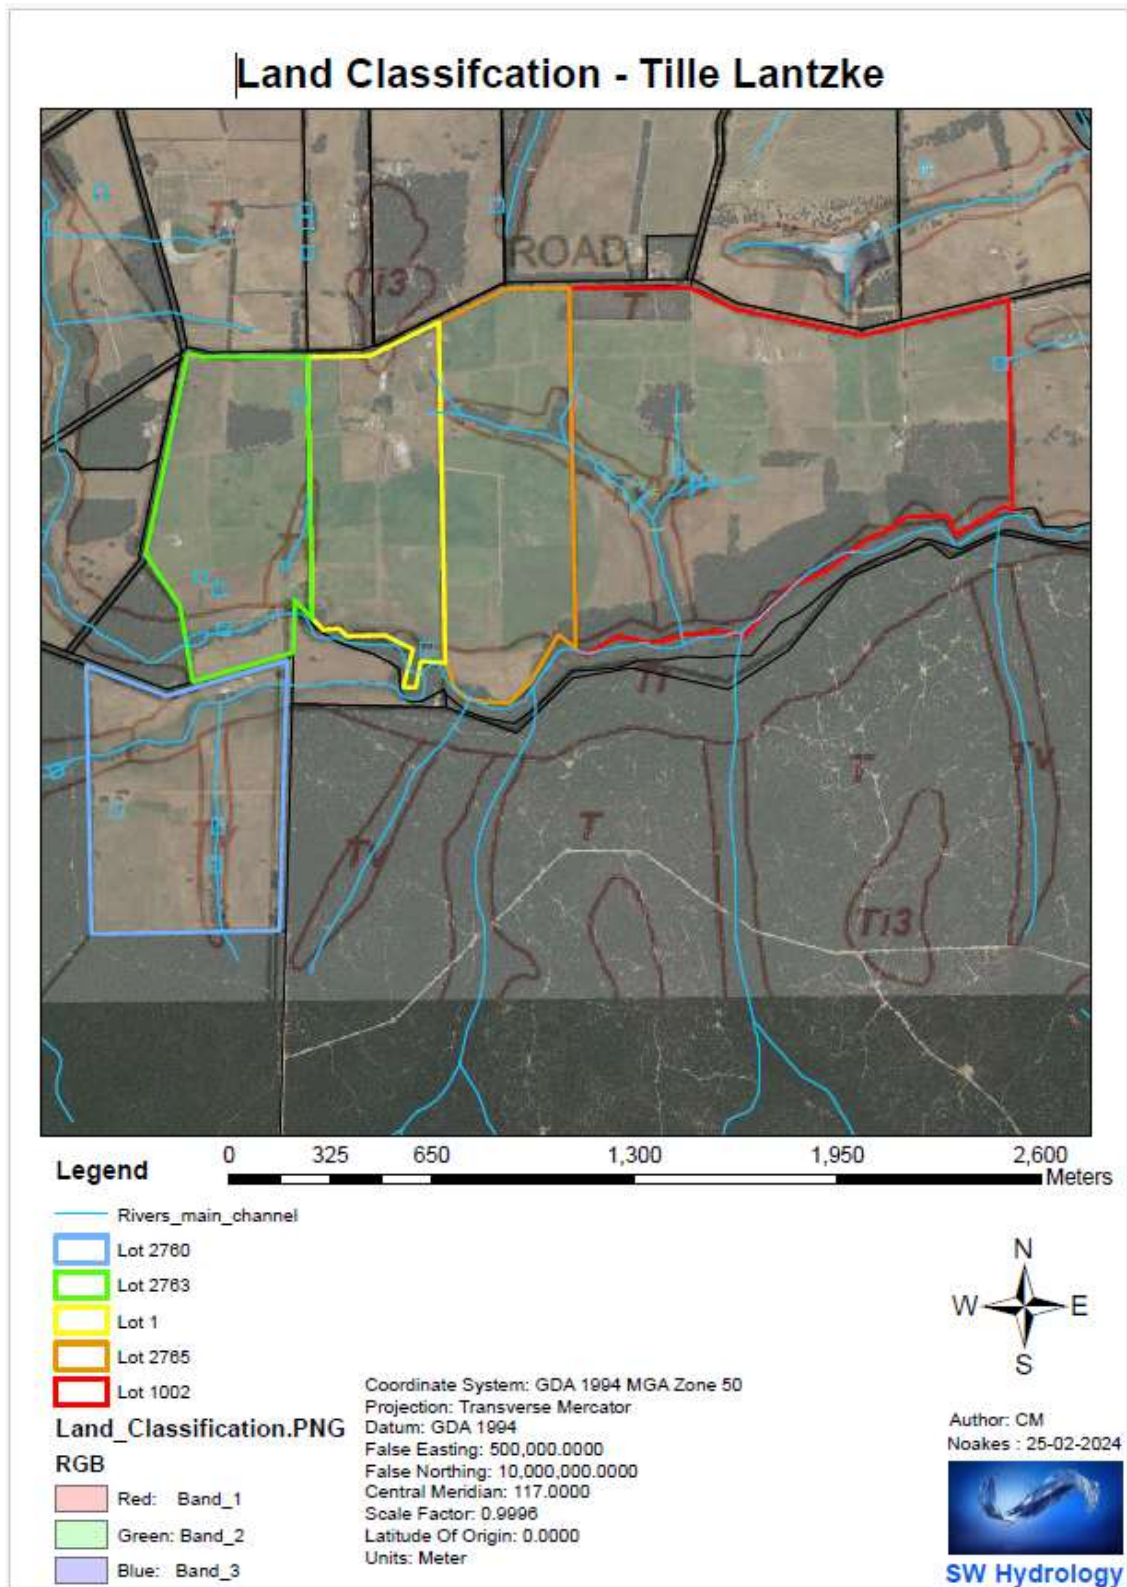 Land Classifcation - Tille Lantzke
ROAD
T
Ti3
T
T
Tv
T
Tv
Tv
Ti3
0 325 650 1,300 1,950 2,600
Meters
Legend
Rivers_main_channel
Lot 2760
Lot 2763
Lot 1
Lot 2765
Lot 1002
Land_Classification.PNG
RGB
Red: Band_1
Green: Band_2
Blue: Band_3
Coordinate System: GDA 1994 MGA Zone 50
Projection: Transverse Mercator
Datum: GDA 1994
False Easting: 500,000.0000
False Northing: 10,000,000.0000
Central Meridian: 117.0000
Scale Factor: 0.9996
Latitude Of Origin: 0.0000
Units: Meter
N
W E
S
Author: CM
Noakes : 25-02-2024
SW Hydrology